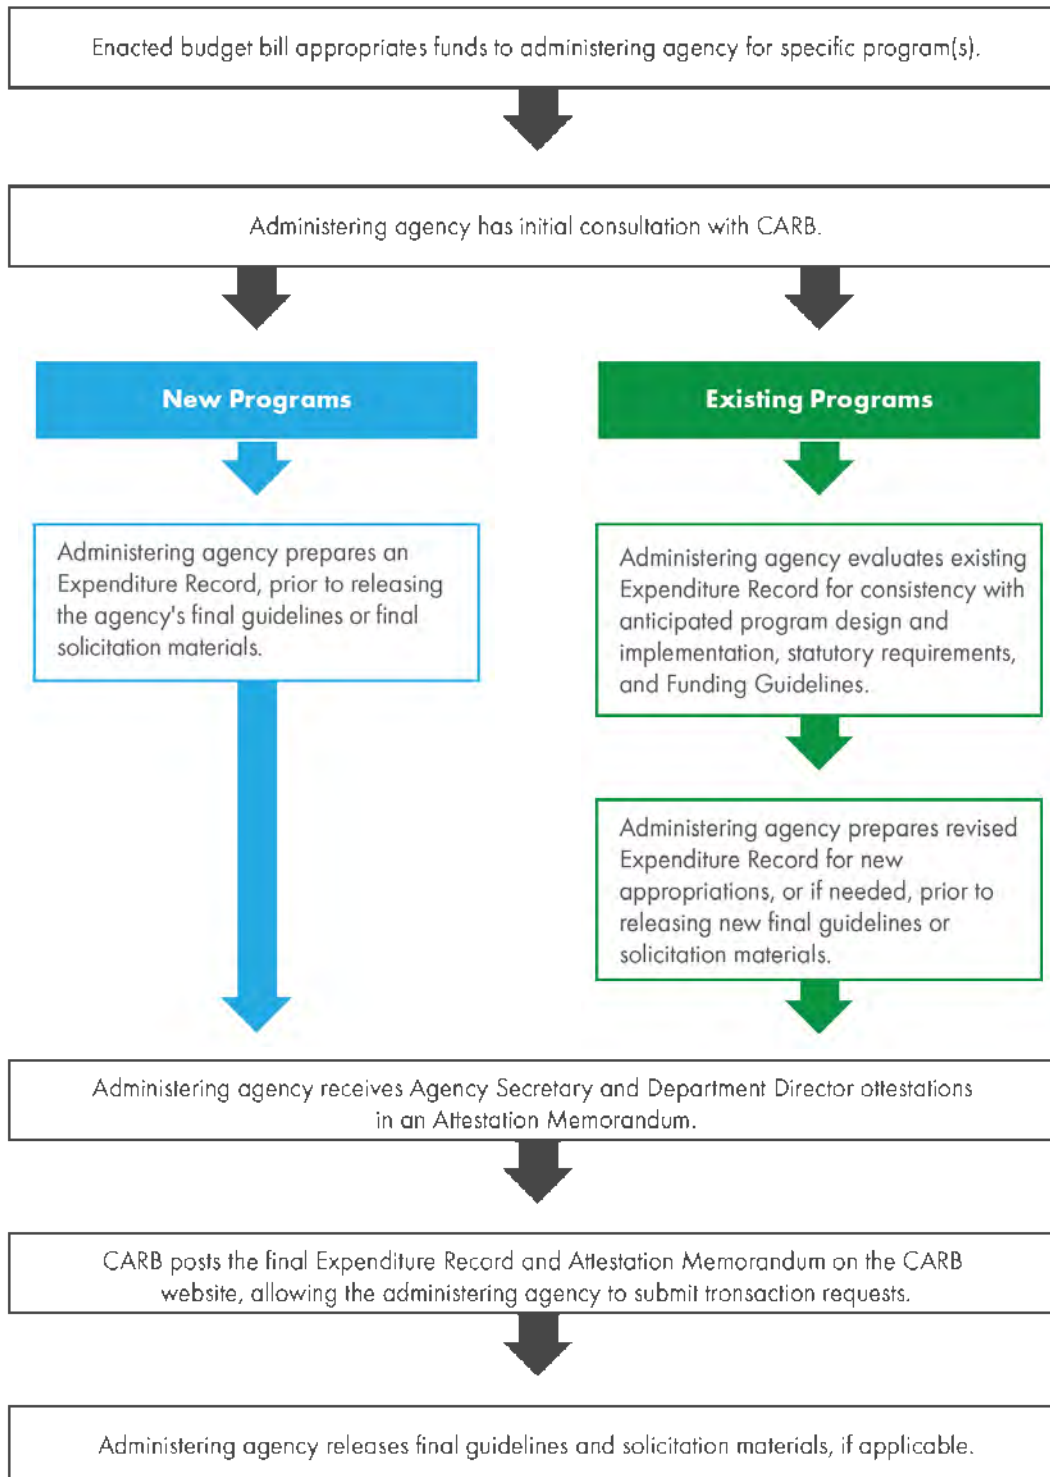 Enacted budget bill appropriates funds to administering agency for specific program(s).
Administering agency has initial consultation with CARB.
New Programs
Administering agency prepares an
Expenditure Record, prior to releasing
the agency's final guidelines or final
solicitation materials.
Existing Programs
Administering agency evaluates existing
Expenditure Record for consistency with
anticipated program design and
implementation, statutory requirements,
and Funding Guidelines.
Administering agency prepares revised
Expenditure Record for new
appropriations, or if needed, prior to
releasing new final guidelines or
solicitation materials.
Administering agency receives Agency Secretary and Department Director attestations
in an Attestation Memorandum.
CARB posts the final Expenditure Record and Attestation Memorandum on the CARB
website, allowing the administering agency to submit transaction requests.
Administering agency releases final guidelines and solicitation materials, if applicable.